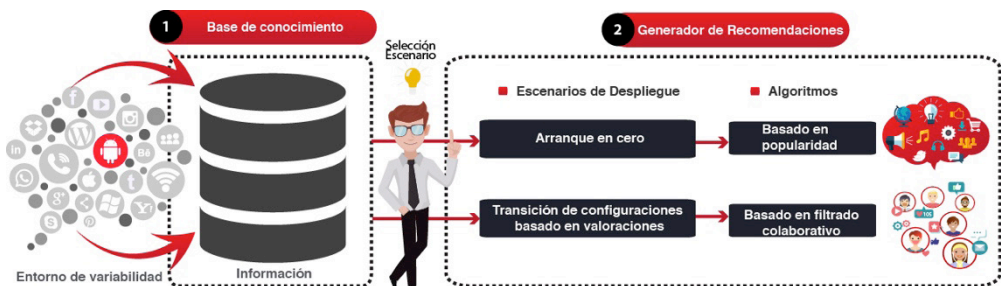 1
Base de conocimiento
2
Generador de Recomendaciones
Selección
Escenario
Escenarios de Despliegue
Algoritmos
Arranque en cero
Basado en
popularidad
Transición de configuraciones
basado en valoraciones
Basado en filtrado
colaborativo
Entorno de variabilidad
Información